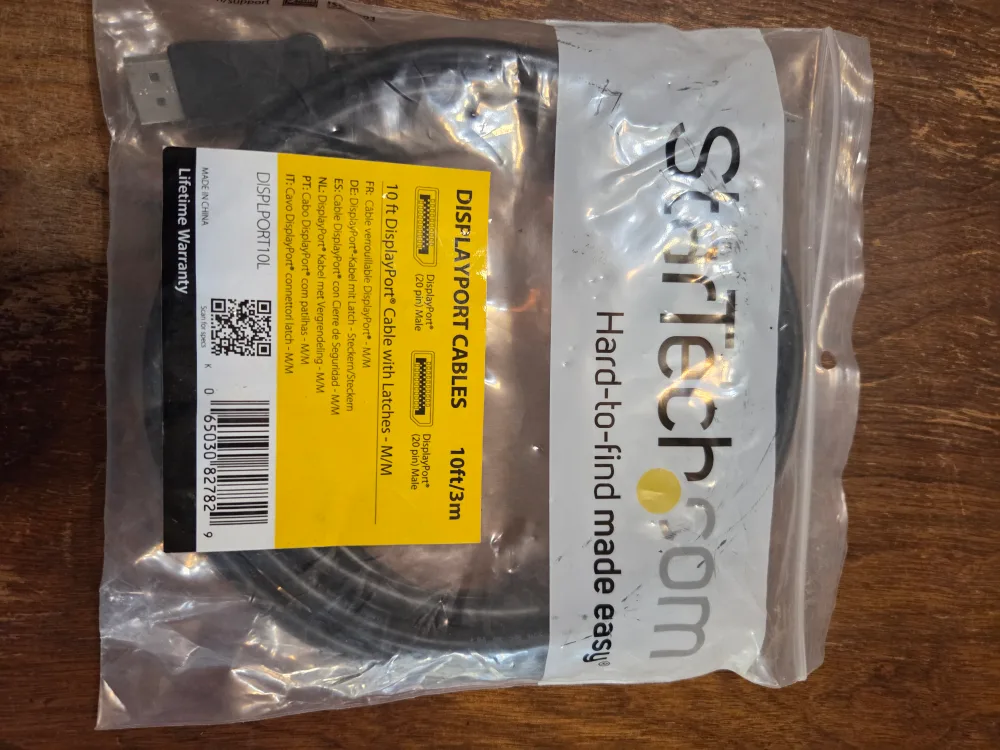 StarTech.com
Hard-to-find made easy®
DISPLAYPORT CABLES 10ft/3m
DisplayPort®
(20 pin) Male
DisplayPort®
(20 pin) Male
10 ft DisplayPort® Cable with Latches - M/M
FR: Câble verrouillable DisplayPort® - M/M
DE: DisplayPort®-Kabel mit Latch - Steckern/Steckern
ES: Cable DisplayPort® con Cierre de Seguridad - M/M
NL: DisplayPort® Kabel met Vergrendeling - M/M
PT: Cabo DisplayPort® com patilhas - M/M
IT: Cavo DisplayPort® connettori latch - M/M
DISPLPORT10L
Scan for specs
K
0 65030 82782 9
MADE IN CHINA
Lifetime Warranty